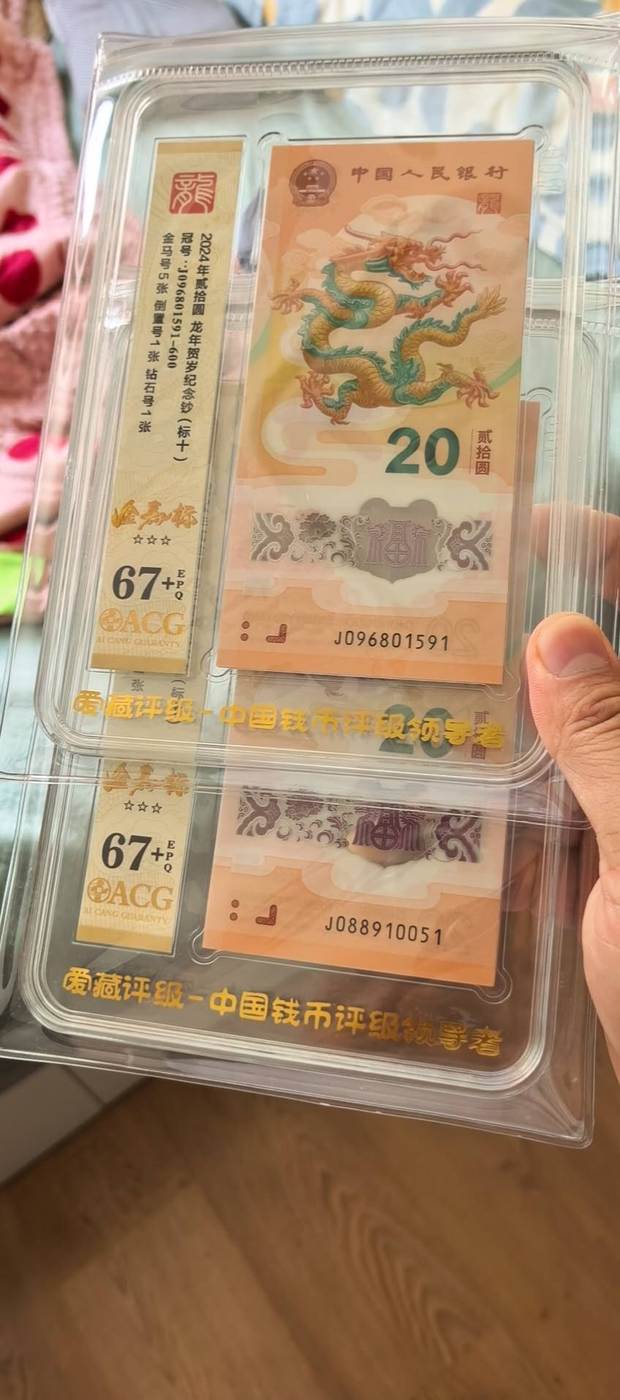 龍
2024年贰拾圆 龙年贺岁纪念钞(标十)
冠号:J096801591-600
金马号5张 倒置号1张 钻石号1张
☆☆☆
67+EPQ
ACG
AI CANG GUARANTY
中国人民银行
20
贰拾圆
福
J096801591
爱藏评级-中国钱币评级领导者
☆☆☆
67+EPQ
ACG
AI CANG GUARANTY
20
J088910051
爱藏评级-中国钱币评级领导者